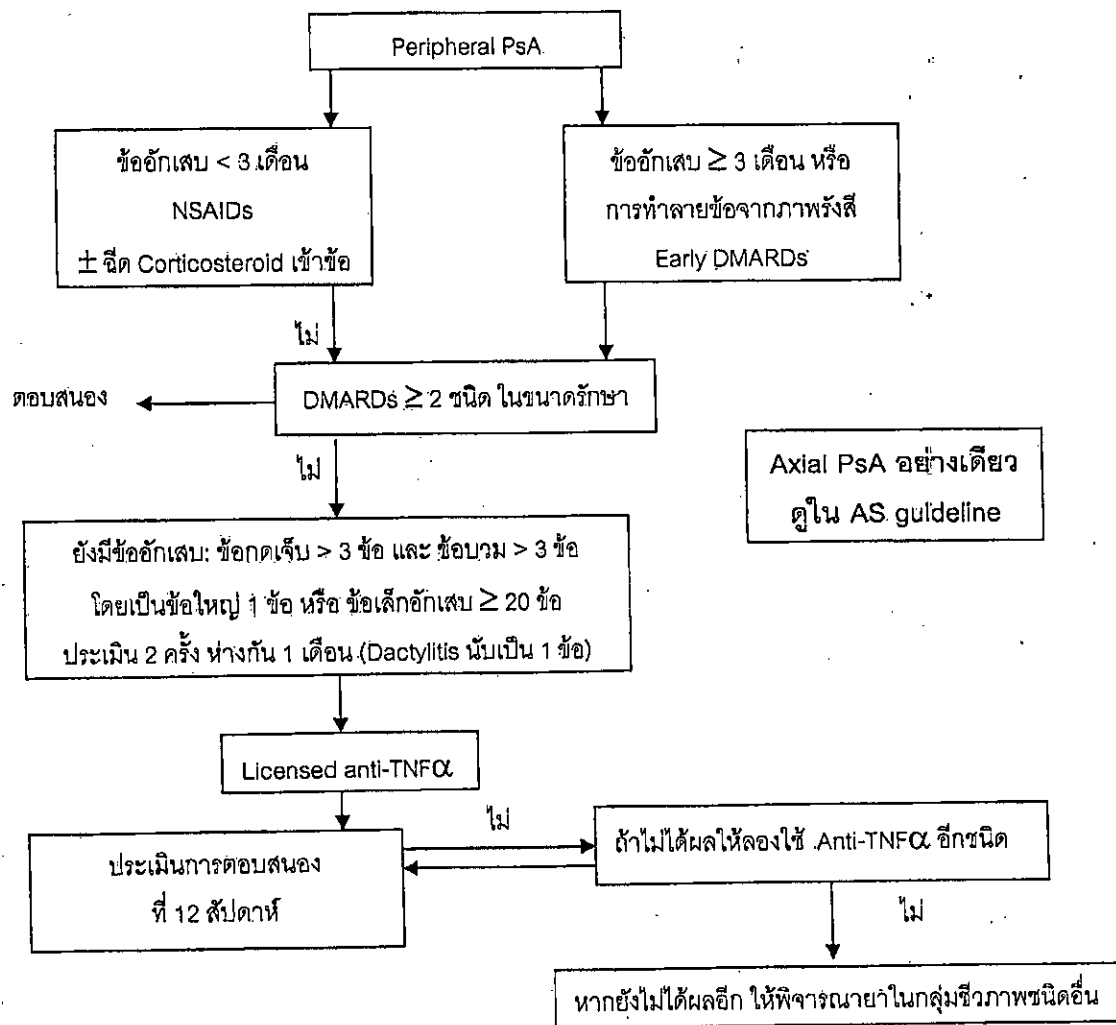 Peripheral PsA
ข้ออักเสบ < 3 เดือน
NSAIDs
± ฉีด Corticosteroid เข้าข้อ
ข้ออักเสบ ≥ 3 เดือน หรือ
การทำลายข้อจากภาพรังสี
Early DMARDs
ไม่
ตอบสนอง
DMARDs ≥ 2 ชนิด ในขนาดรักษา
ไม่
Axial PsA อย่างเดียว
ดูใน AS guideline
ยังมีข้ออักเสบ: ข้อกดเจ็บ > 3 ข้อ และ ข้อบวม > 3 ข้อ
โดยเป็นข้อใหญ่ 1 ข้อ หรือ ข้อเล็กอักเสบ ≥ 20 ข้อ
ประเมิน 2 ครั้ง ห่างกัน 1 เดือน (Dactylitis นับเป็น 1 ข้อ)
Licensed anti-TNFα
ไม่
ประเมินการตอบสนอง
ที่ 12 สัปดาห์
ถ้าไม่ได้ผลให้ลองใช้ Anti-TNFα อีกชนิด
ไม่
หากยังไม่ได้ผลอีก ให้พิจารณายาในกลุ่มชีวภาพชนิดอื่น